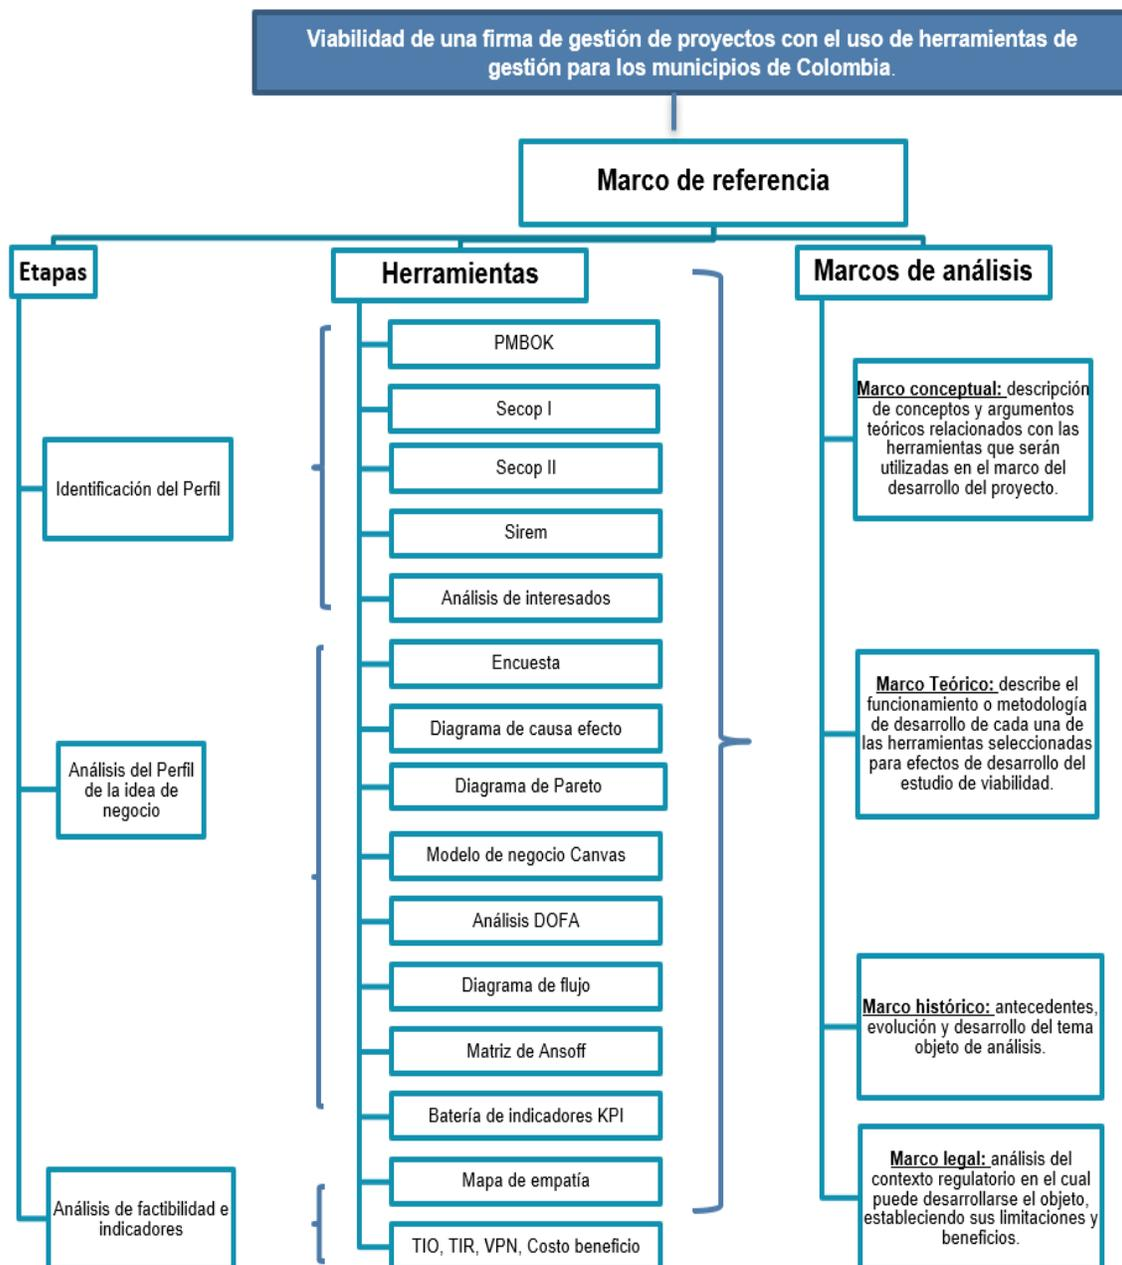 Viabilidad de una firma de gestión de proyectos con el uso de herramientas de
gestión para los municipios de Colombia.
Marco de referencia
Etapas
Identificación del Perfil
Análisis del Perfil
de la idea de
negocio
Análisis de factibilidad e
indicadores
Herramientas
PMBOK
Secop I
Secop II
Sirem
Análisis de interesados
Encuesta
Diagrama de causa efecto
Diagrama de Pareto
Modelo de negocio Canvas
Análisis DOFA
Diagrama de flujo
Matriz de Ansoff
Batería de indicadores KPI
Mapa de empatía
TIO, TIR, VPN, Costo beneficio
Marcos de análisis
Marco conceptual: descripción
de conceptos y argumentos
teóricos relacionados con las
herramientas que serán
utilizadas en el marco del
desarrollo del proyecto.
Marco Teórico: describe el
funcionamiento o metodología
de desarrollo de cada una de
las herramientas seleccionadas
para efectos de desarrollo del
estudio de viabilidad.
Marco histórico: antecedentes,
evolución y desarrollo del tema
objeto de análisis.
Marco legal: análisis del
contexto regulatorio en el cual
puede desarrollarse el objeto,
estableciendo sus limitaciones y
beneficios.